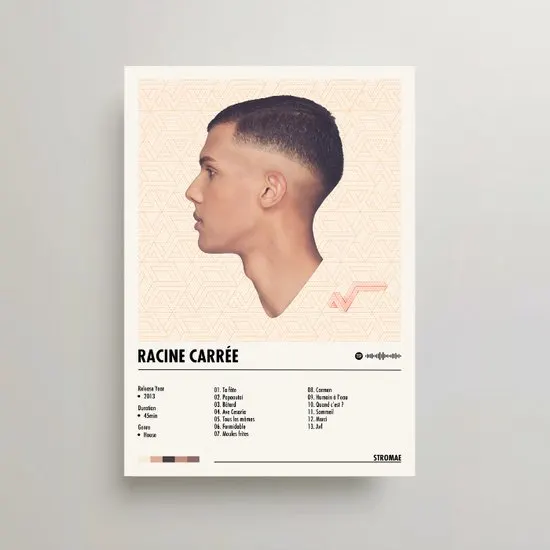 RACINE CARRÉE
Release Year
2013
Duration
45min
Genre
House
01. Ta fête
02. Papaoutai
03. Bâtard
04. Ave Cesaria
05. Tous les mêmes
06. Formidable
07. Moules frites
08. Carmen
09. Humain à l'eau
10. Quand c'est ?
11. Sommeil
12. Merci
13. Avf
STROMAE